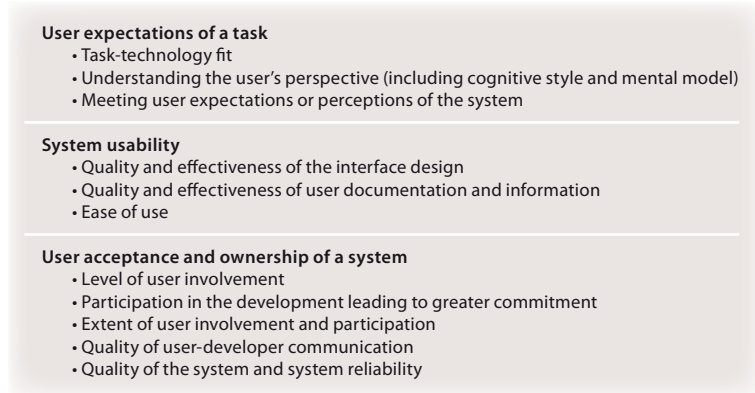 User expectations of a task
• Task-technology fit
• Understanding the user's perspective (including cognitive style and mental model)
• Meeting user expectations or perceptions of the system
System usability
• Quality and effectiveness of the interface design
• Quality and effectiveness of user documentation and information
• Ease of use
User acceptance and ownership of a system
• Level of user involvement
• Participation in the development leading to greater commitment
• Extent of user involvement and participation
• Quality of user-developer communication
• Quality of the system and system reliability